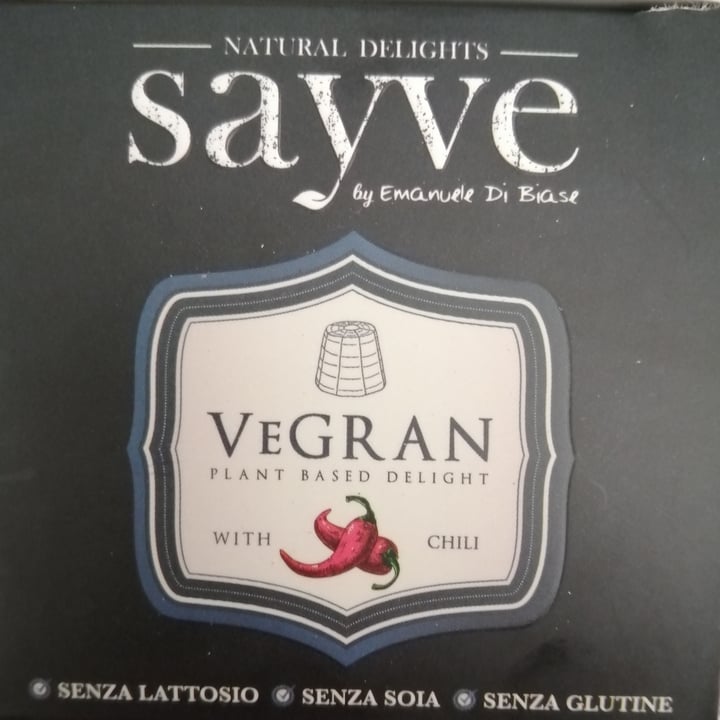 NATURAL DELIGHTS
sayve
by Emanuele Di Biase
VEGRAN
PLANT BASED DELIGHT
WITH CHILI
SENZA LATTOSIO SENZA SOIA SENZA GLUTINE